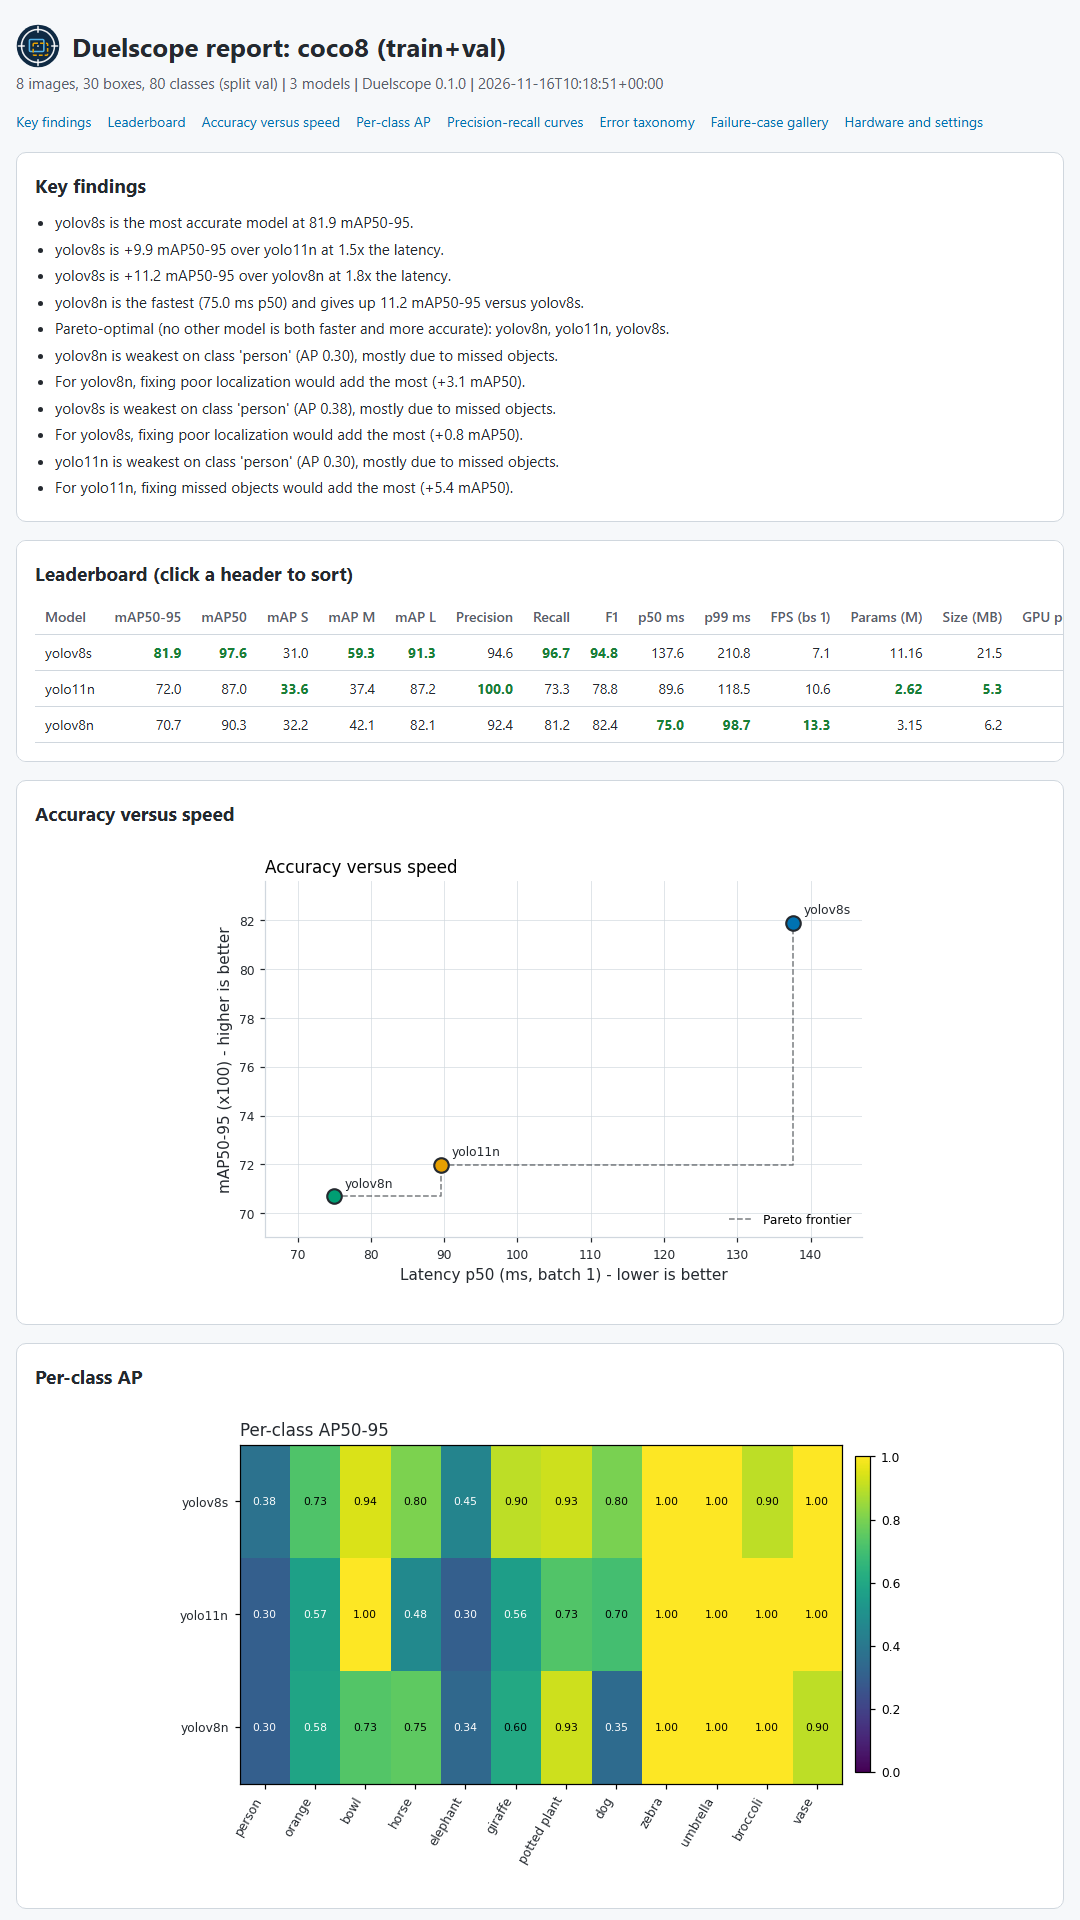 Duelscope report: coco8 (train+val)
8 images, 30 boxes, 80 classes (split val) | 3 models | Duelscope 0.1.0 | 2026-11-16T10:18:51+00:00
Key findings Leaderboard Accuracy versus speed Per-class AP Precision-recall curves Error taxonomy Failure-case gallery Hardware and settings
Key findings
• yolov8s is the most accurate model at 81.9 mAP50-95.
• yolov8s is +9.9 mAP50-95 over yolo11n at 1.5x the latency.
• yolov8s is +11.2 mAP50-95 over yolov8n at 1.8x the latency.
• yolov8n is the fastest (75.0 ms p50) and gives up 11.2 mAP50-95 versus yolov8s.
• Pareto-optimal (no other model is both faster and more accurate): yolov8n, yolo11n, yolov8s.
• yolov8n is weakest on class 'person' (AP 0.30), mostly due to missed objects.
• For yolov8n, fixing poor localization would add the most (+3.1 mAP50).
• yolov8s is weakest on class 'person' (AP 0.38), mostly due to missed objects.
• For yolov8s, fixing poor localization would add the most (+0.8 mAP50).
• yolo11n is weakest on class 'person' (AP 0.30), mostly due to missed objects.
• For yolo11n, fixing missed objects would add the most (+5.4 mAP50).
Leaderboard (click a header to sort)
Model mAP50-95 mAP50 mAP S mAP M mAP L Precision Recall F1 p50 ms p99 ms FPS (bs 1) Params (M) Size (MB) GPU p
yolov8s 81.9 97.6 31.0 59.3 91.3 94.6 96.7 94.8 137.6 210.8 7.1 11.16 21.5
yolo11n 72.0 87.0 33.6 37.4 87.2 100.0 73.3 78.8 89.6 118.5 10.6 2.62 5.3
yolov8n 70.7 90.3 32.2 42.1 82.1 92.4 81.2 82.4 75.0 98.7 13.3 3.15 6.2
Accuracy versus speed
Accuracy versus speed
mAP50-95 (x100) - higher is better
82
80
78
76
74
72
70
yolov8s
yolo11n
yolov8n
Pareto frontier
70 80 90 100 110 120 130 140
Latency p50 (ms, batch 1) - lower is better
Per-class AP
Per-class AP50-95
yolov8s 0.38 0.73 0.94 0.80 0.45 0.90 0.93 0.80 1.00 1.00 0.90 1.00
yolo11n 0.30 0.57 1.00 0.48 0.30 0.56 0.73 0.70 1.00 1.00 1.00 1.00
yolov8n 0.30 0.58 0.73 0.75 0.34 0.60 0.93 0.35 1.00 1.00 1.00 0.90
person orange bowl horse elephant giraffe potted plant dog zebra umbrella broccoli vase
1.0
0.8
0.6
0.4
0.2
0.0